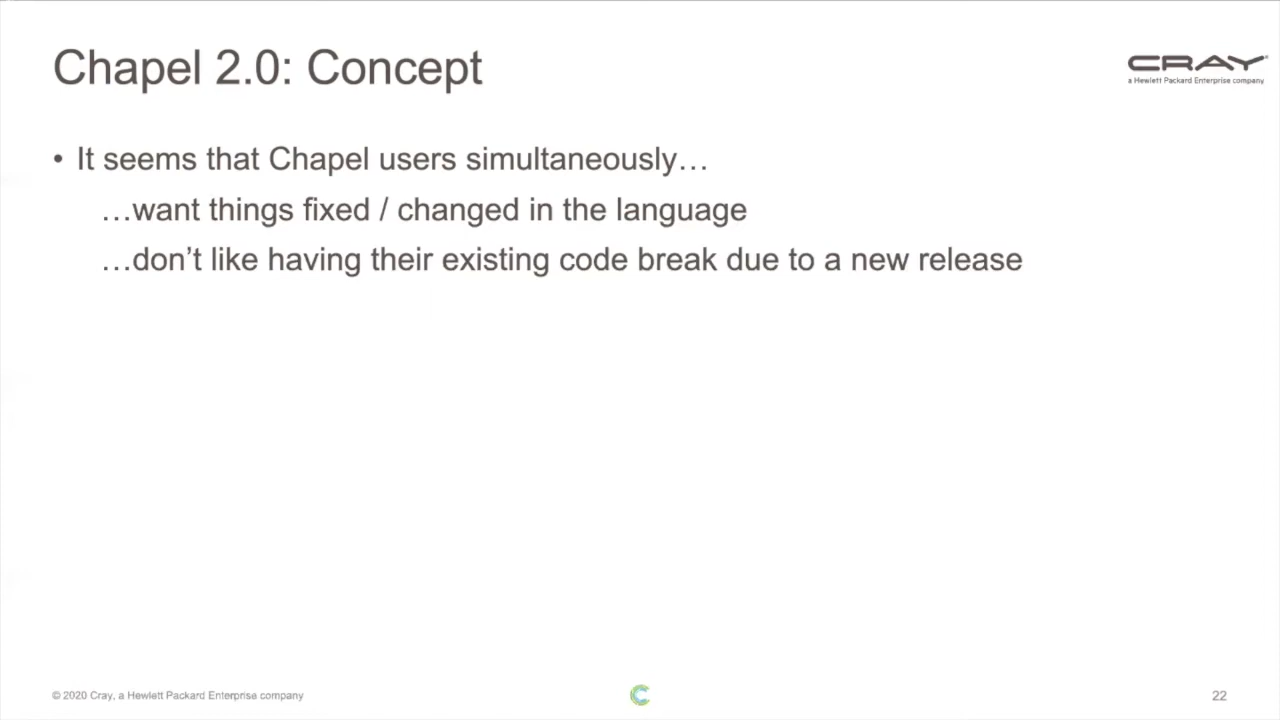 Chapel 2.0: Concept
CRAY
a Hewlett Packard Enterprise company
• It seems that Chapel users simultaneously…
…want things fixed / changed in the language
…don’t like having their existing code break due to a new release
© 2020 Cray, a Hewlett Packard Enterprise company
22